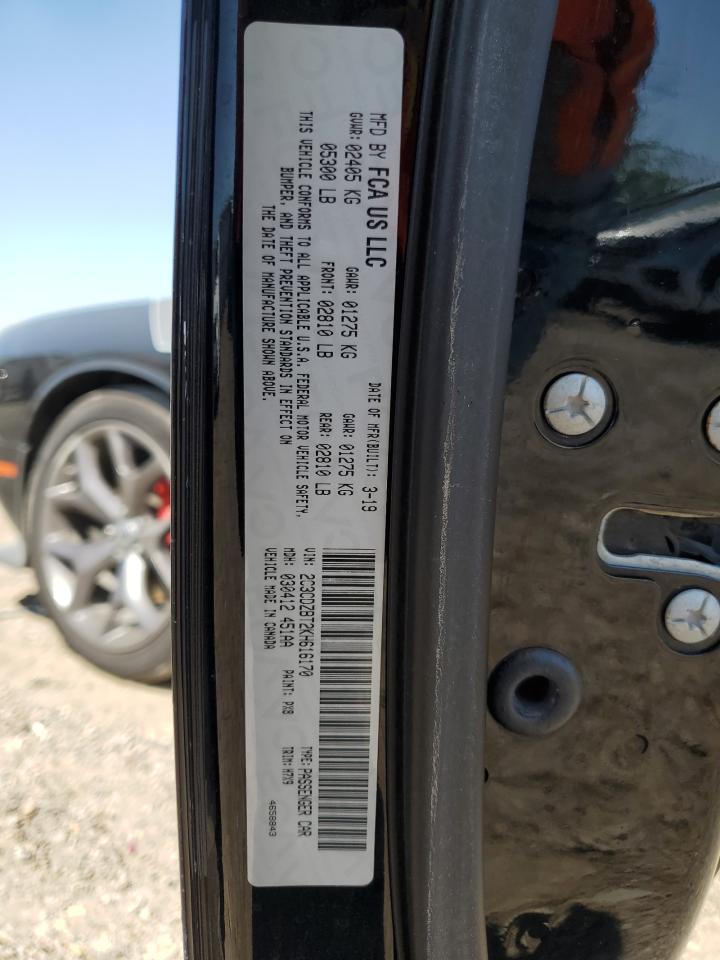 MFD BY FCA US LLC
DATE OF MFR(BUILT): 3-19
GVWR: 02405 KG GAWR: 01275 KG GAWR: 01275 KG
05300 LB FRONT: 02810 LB REAR: 02810 LB
THIS VEHICLE CONFORMS TO ALL APPLICABLE U.S.A. FEDERAL MOTOR VEHICLE SAFETY,
BUMPER, AND THEFT PREVENTION STANDARDS IN EFFECT ON
THE DATE OF MANUFACTURE SHOWN ABOVE.
VIN: 2C3CDZBT2KH616170 TYPE: PASSENGER CAR
MDH: 030412 451AA PAINT: PX8 TRIM: H7X9
VEHICLE MADE IN CANADA 4658843